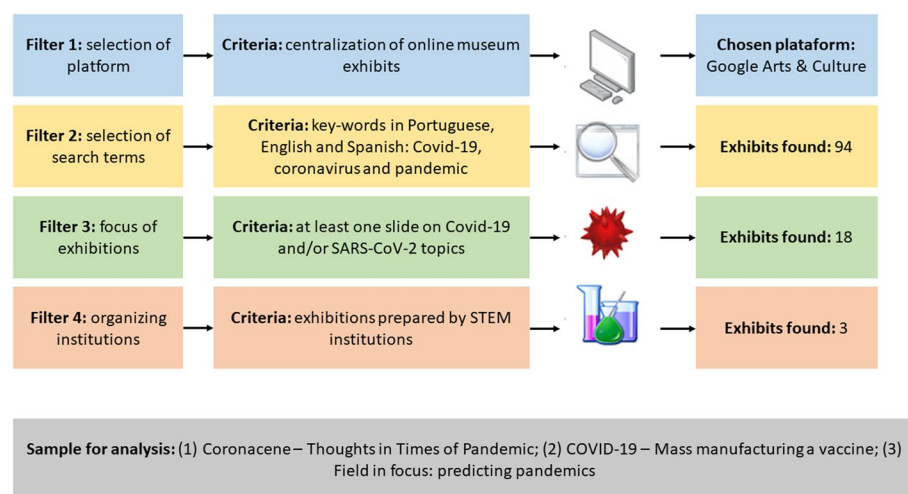 Filter 1: selection of
platform
Criteria: centralization of online museum
exhibits
Chosen plataform:
Google Arts & Culture
Filter 2: selection of
search terms
Criteria: key-words in Portuguese,
English and Spanish: Covid-19,
coronavirus and pandemic
Exhibits found: 94
Filter 3: focus of
exhibitions
Criteria: at least one slide on Covid-19
and/or SARS-CoV-2 topics
Exhibits found: 18
Filter 4: organizing
institutions
Criteria: exhibitions prepared by STEM
institutions
Exhibits found: 3
Sample for analysis: (1) Coronacene – Thoughts in Times of Pandemic; (2) COVID-19 – Mass manufacturing a vaccine; (3)
Field in focus: predicting pandemics